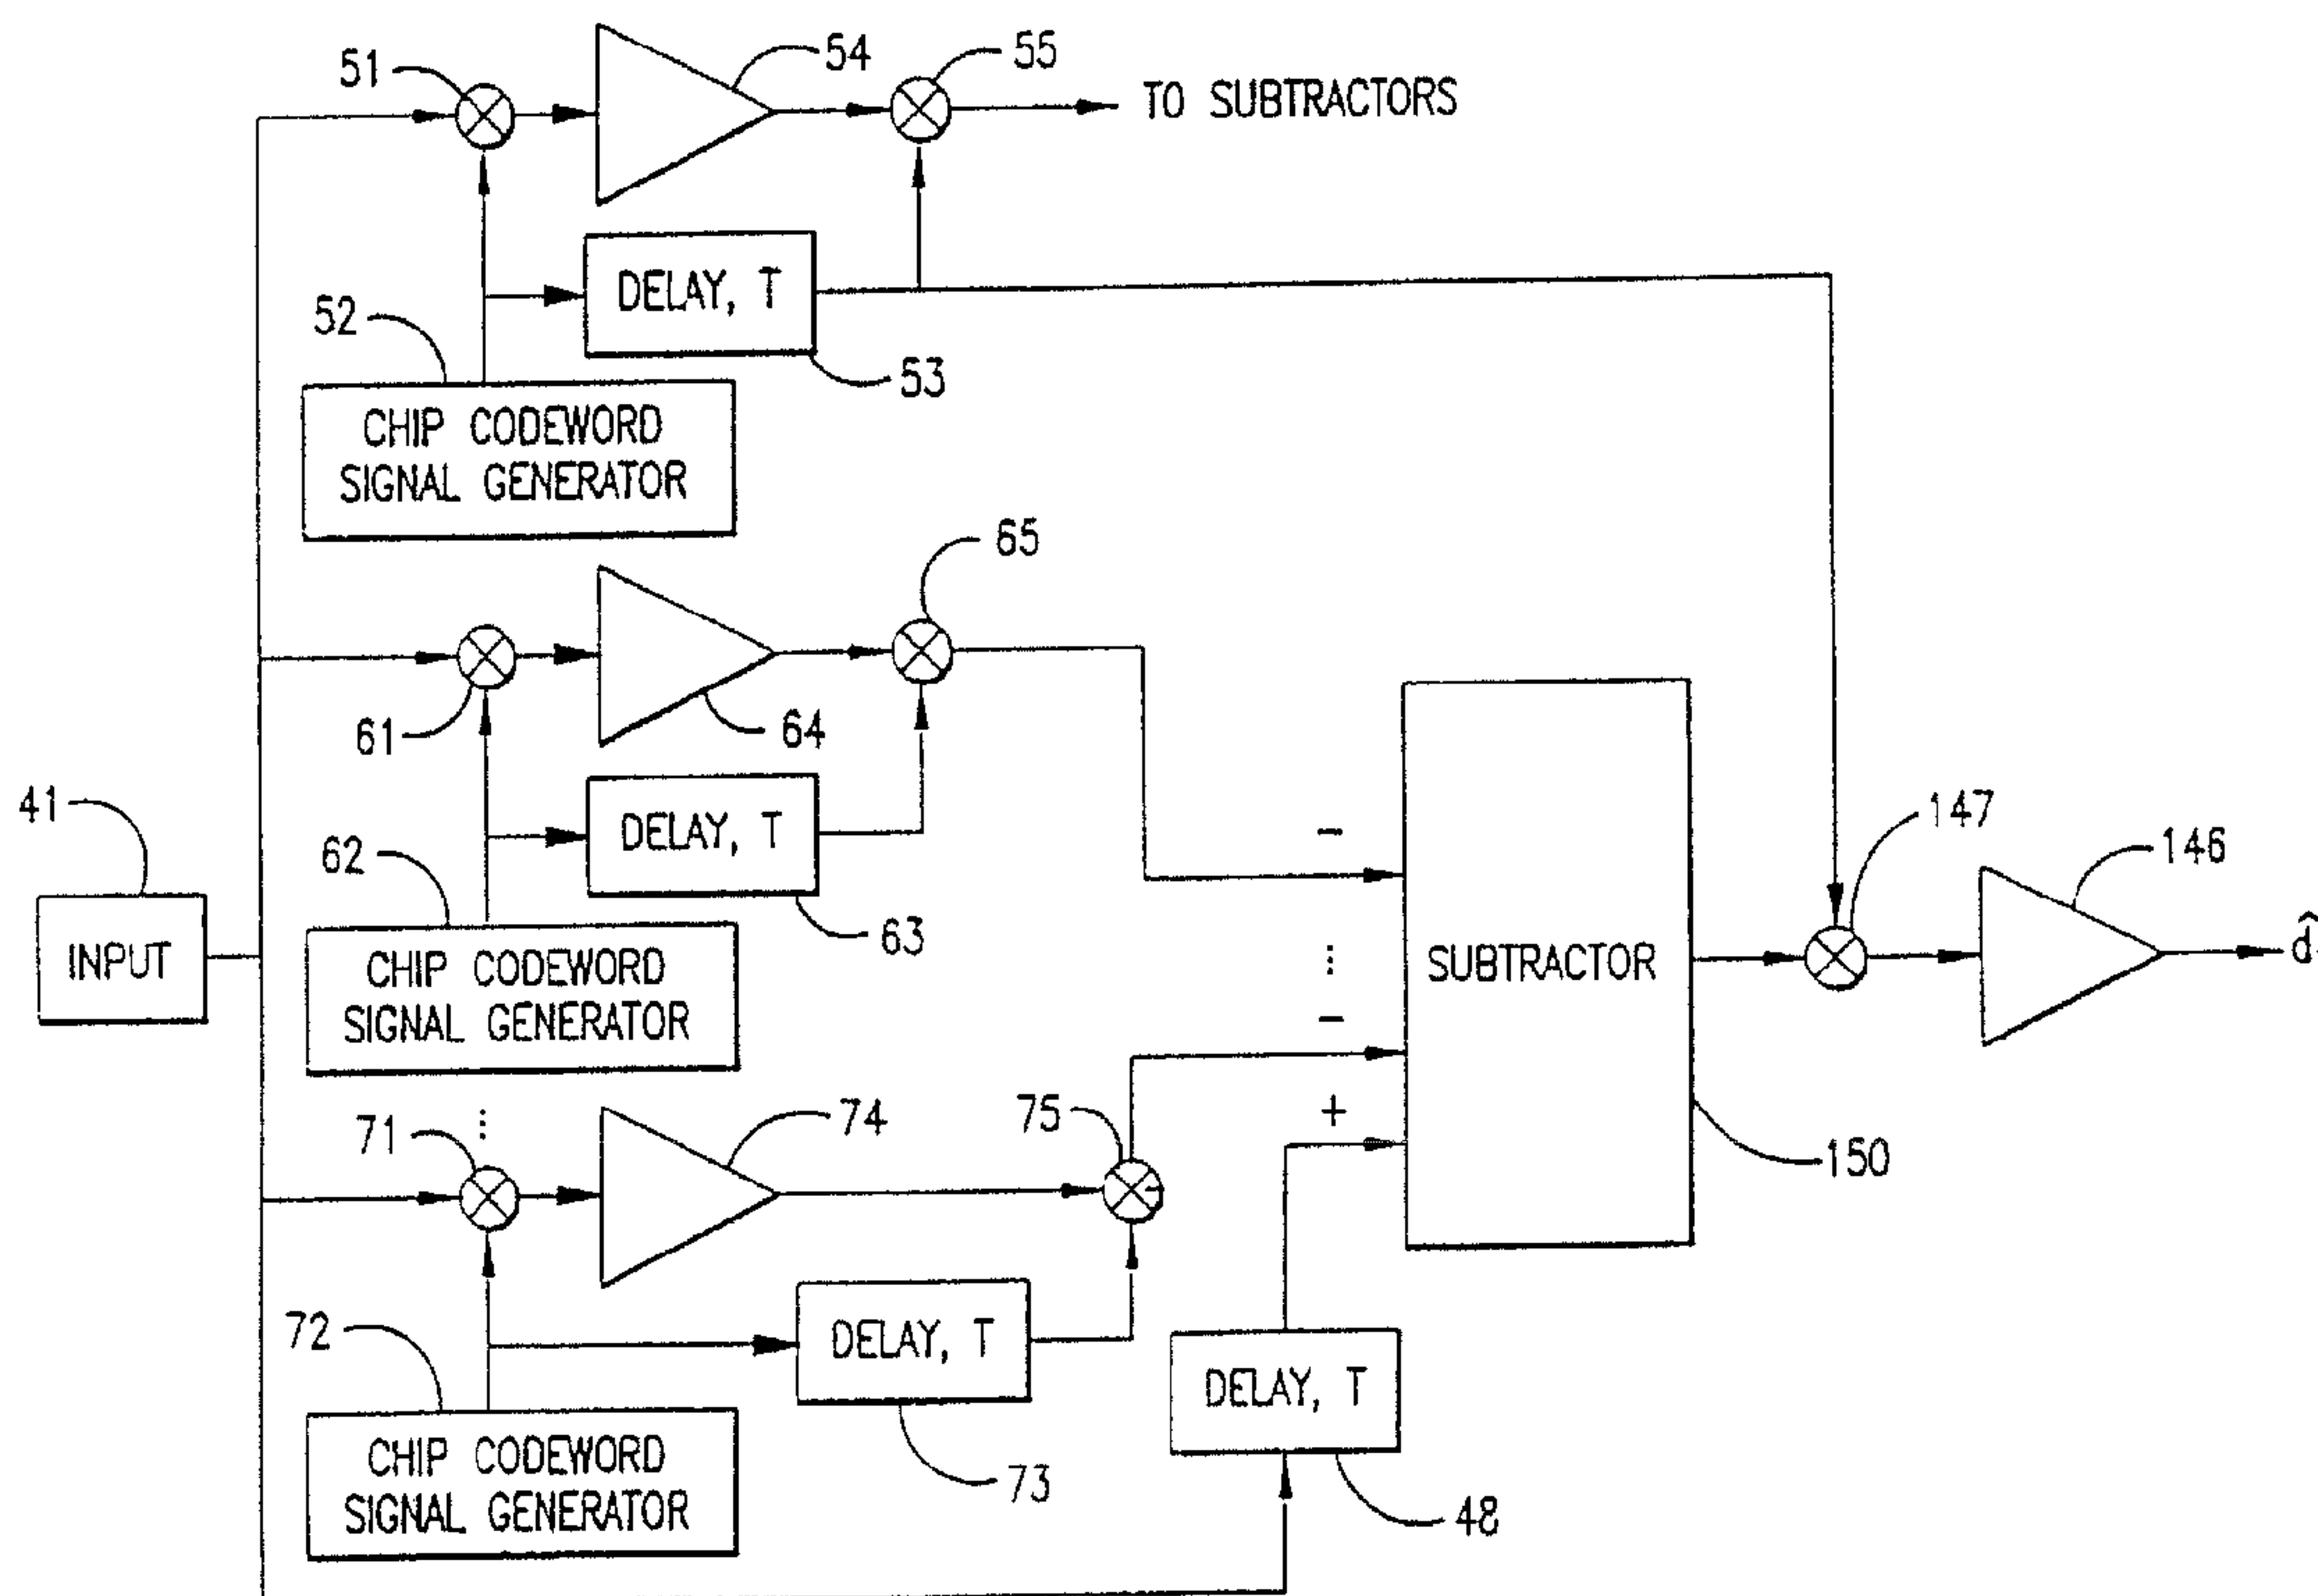 51
54
55
TO SUBTRACTORS
DELAY, T
52
53
CHIP CODEWORD
SIGNAL GENERATOR
65
61
64
41
147
DELAY, T
146
62
63
INPUT
CHIP CODEWORD
SIGNAL GENERATOR
−
⋮
−
SUBTRACTOR
+
71
⋮
74
75
150
72
DELAY, T
DELAY, T
CHIP CODEWORD
SIGNAL GENERATOR
73
48